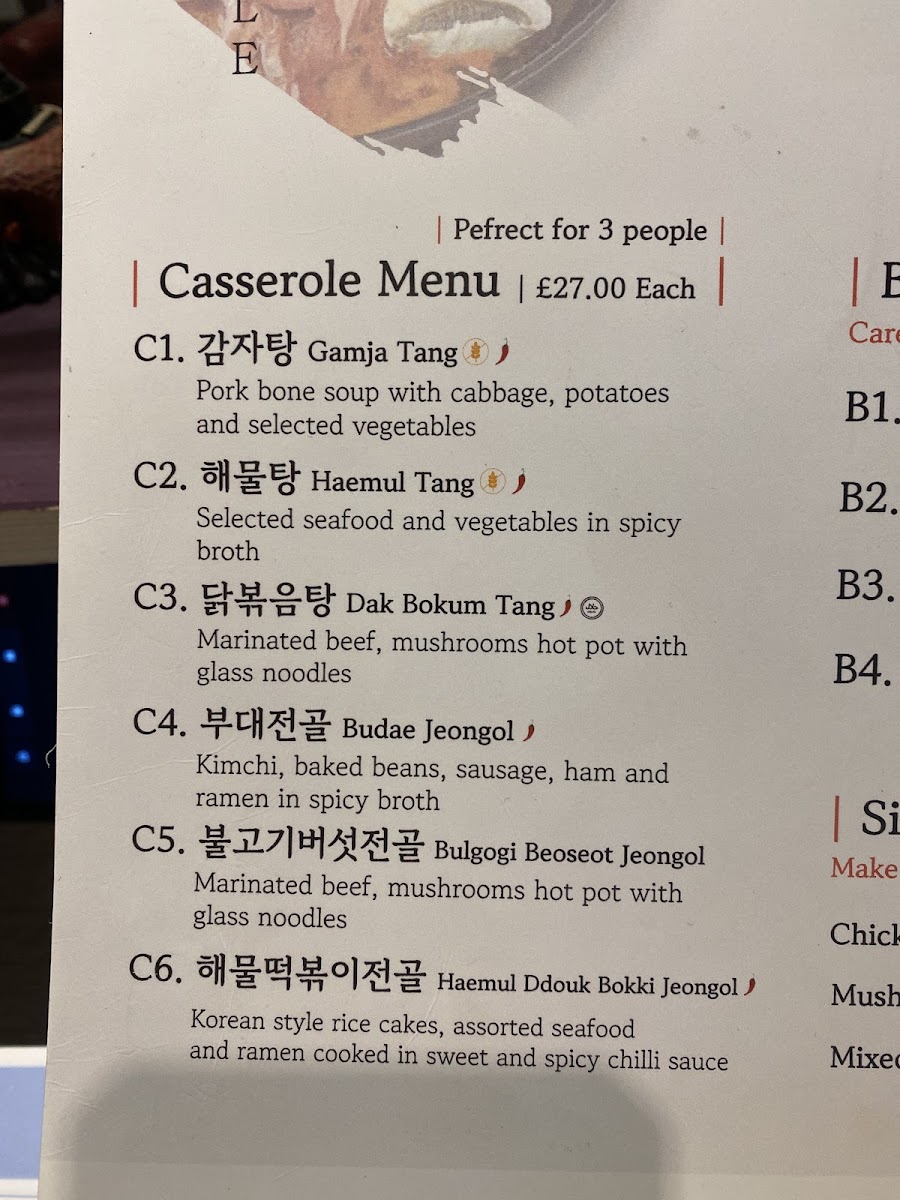 L
E
Pefrect for 3 people
Casserole Menu | £27.00 Each
C1. 감자탕 Gamja Tang
Pork bone soup with cabbage, potatoes
and selected vegetables
C2. 해물탕 Haemul Tang
Selected seafood and vegetables in spicy
broth
C3. 닭볶음탕 Dak Bokum Tang
Marinated beef, mushrooms hot pot with
glass noodles
C4. 부대전골 Budae Jeongol
Kimchi, baked beans, sausage, ham and
ramen in spicy broth
C5. 불고기버섯전골 Bulgogi Beoseot Jeongol
Marinated beef, mushrooms hot pot with
glass noodles
C6. 해물떡볶이전골 Haemul Ddouk Bokki Jeongol
Korean style rice cakes, assorted seafood
and ramen cooked in sweet and spicy chilli sauce
B
Care
B1.
B2.
B3.
B4.
Si
Make
Chick
Mush
Mixed